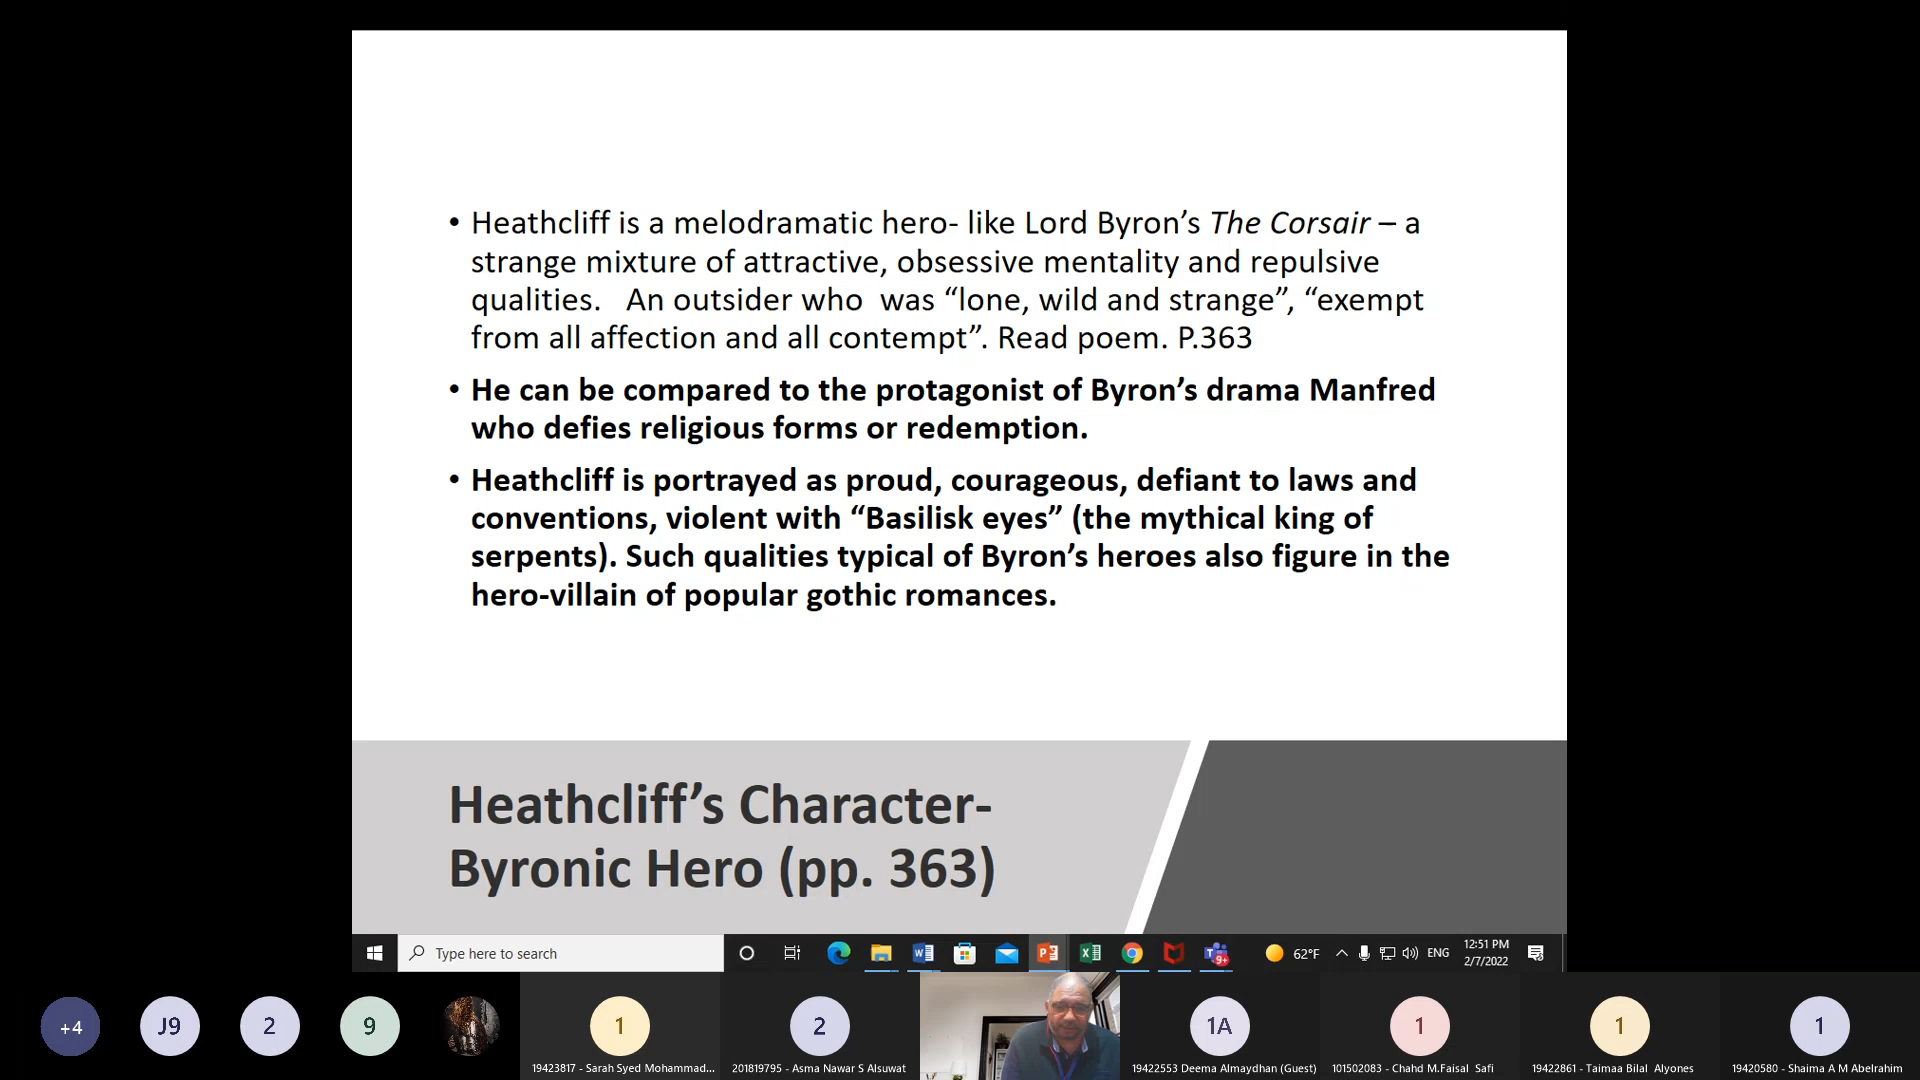 • Heathcliff is a melodramatic hero- like Lord Byron’s The Corsair – a
strange mixture of attractive, obsessive mentality and repulsive
qualities.   An outsider who  was “lone, wild and strange”, “exempt
from all affection and all contempt”. Read poem. P.363
• He can be compared to the protagonist of Byron’s drama Manfred
who defies religious forms or redemption.
• Heathcliff is portrayed as proud, courageous, defiant to laws and
conventions, violent with “Basilisk eyes” (the mythical king of
serpents). Such qualities typical of Byron’s heroes also figure in the
hero-villain of popular gothic romances.
Heathcliff’s Character-
Byronic Hero (pp. 363)
Type here to search
9+
62°F
ENG
12:51 PM
2/7/2022
+4
J9
2
9
1
19423817 - Sarah Syed Mohammad...
2
201819795 - Asma Nawar S Alsuwat
1A
19422553 Deema Almaydhan (Guest)
1
101502083 - Chahd M.Faisal  Safi
1
19422861 - Taimaa Bilal  Alyones
1
19420580 - Shaima A M Abelrahim